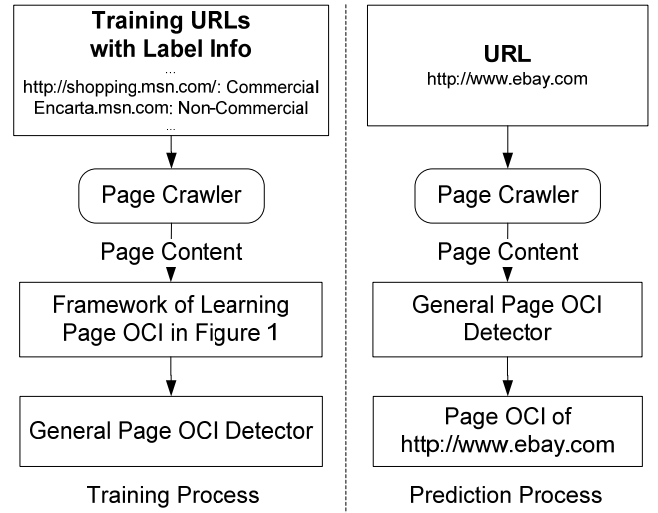 Training URLs
with Label Info
...
http://shopping.msn.com/: Commercial
Encarta.msn.com: Non-Commercial
...
Page Crawler
Page Content
Framework of Learning
Page OCI in Figure 1
General Page OCI Detector
Training Process
URL
http://www.ebay.com
Page Crawler
Page Content
General Page OCI
Detector
Page OCI of
http://www.ebay.com
Prediction Process